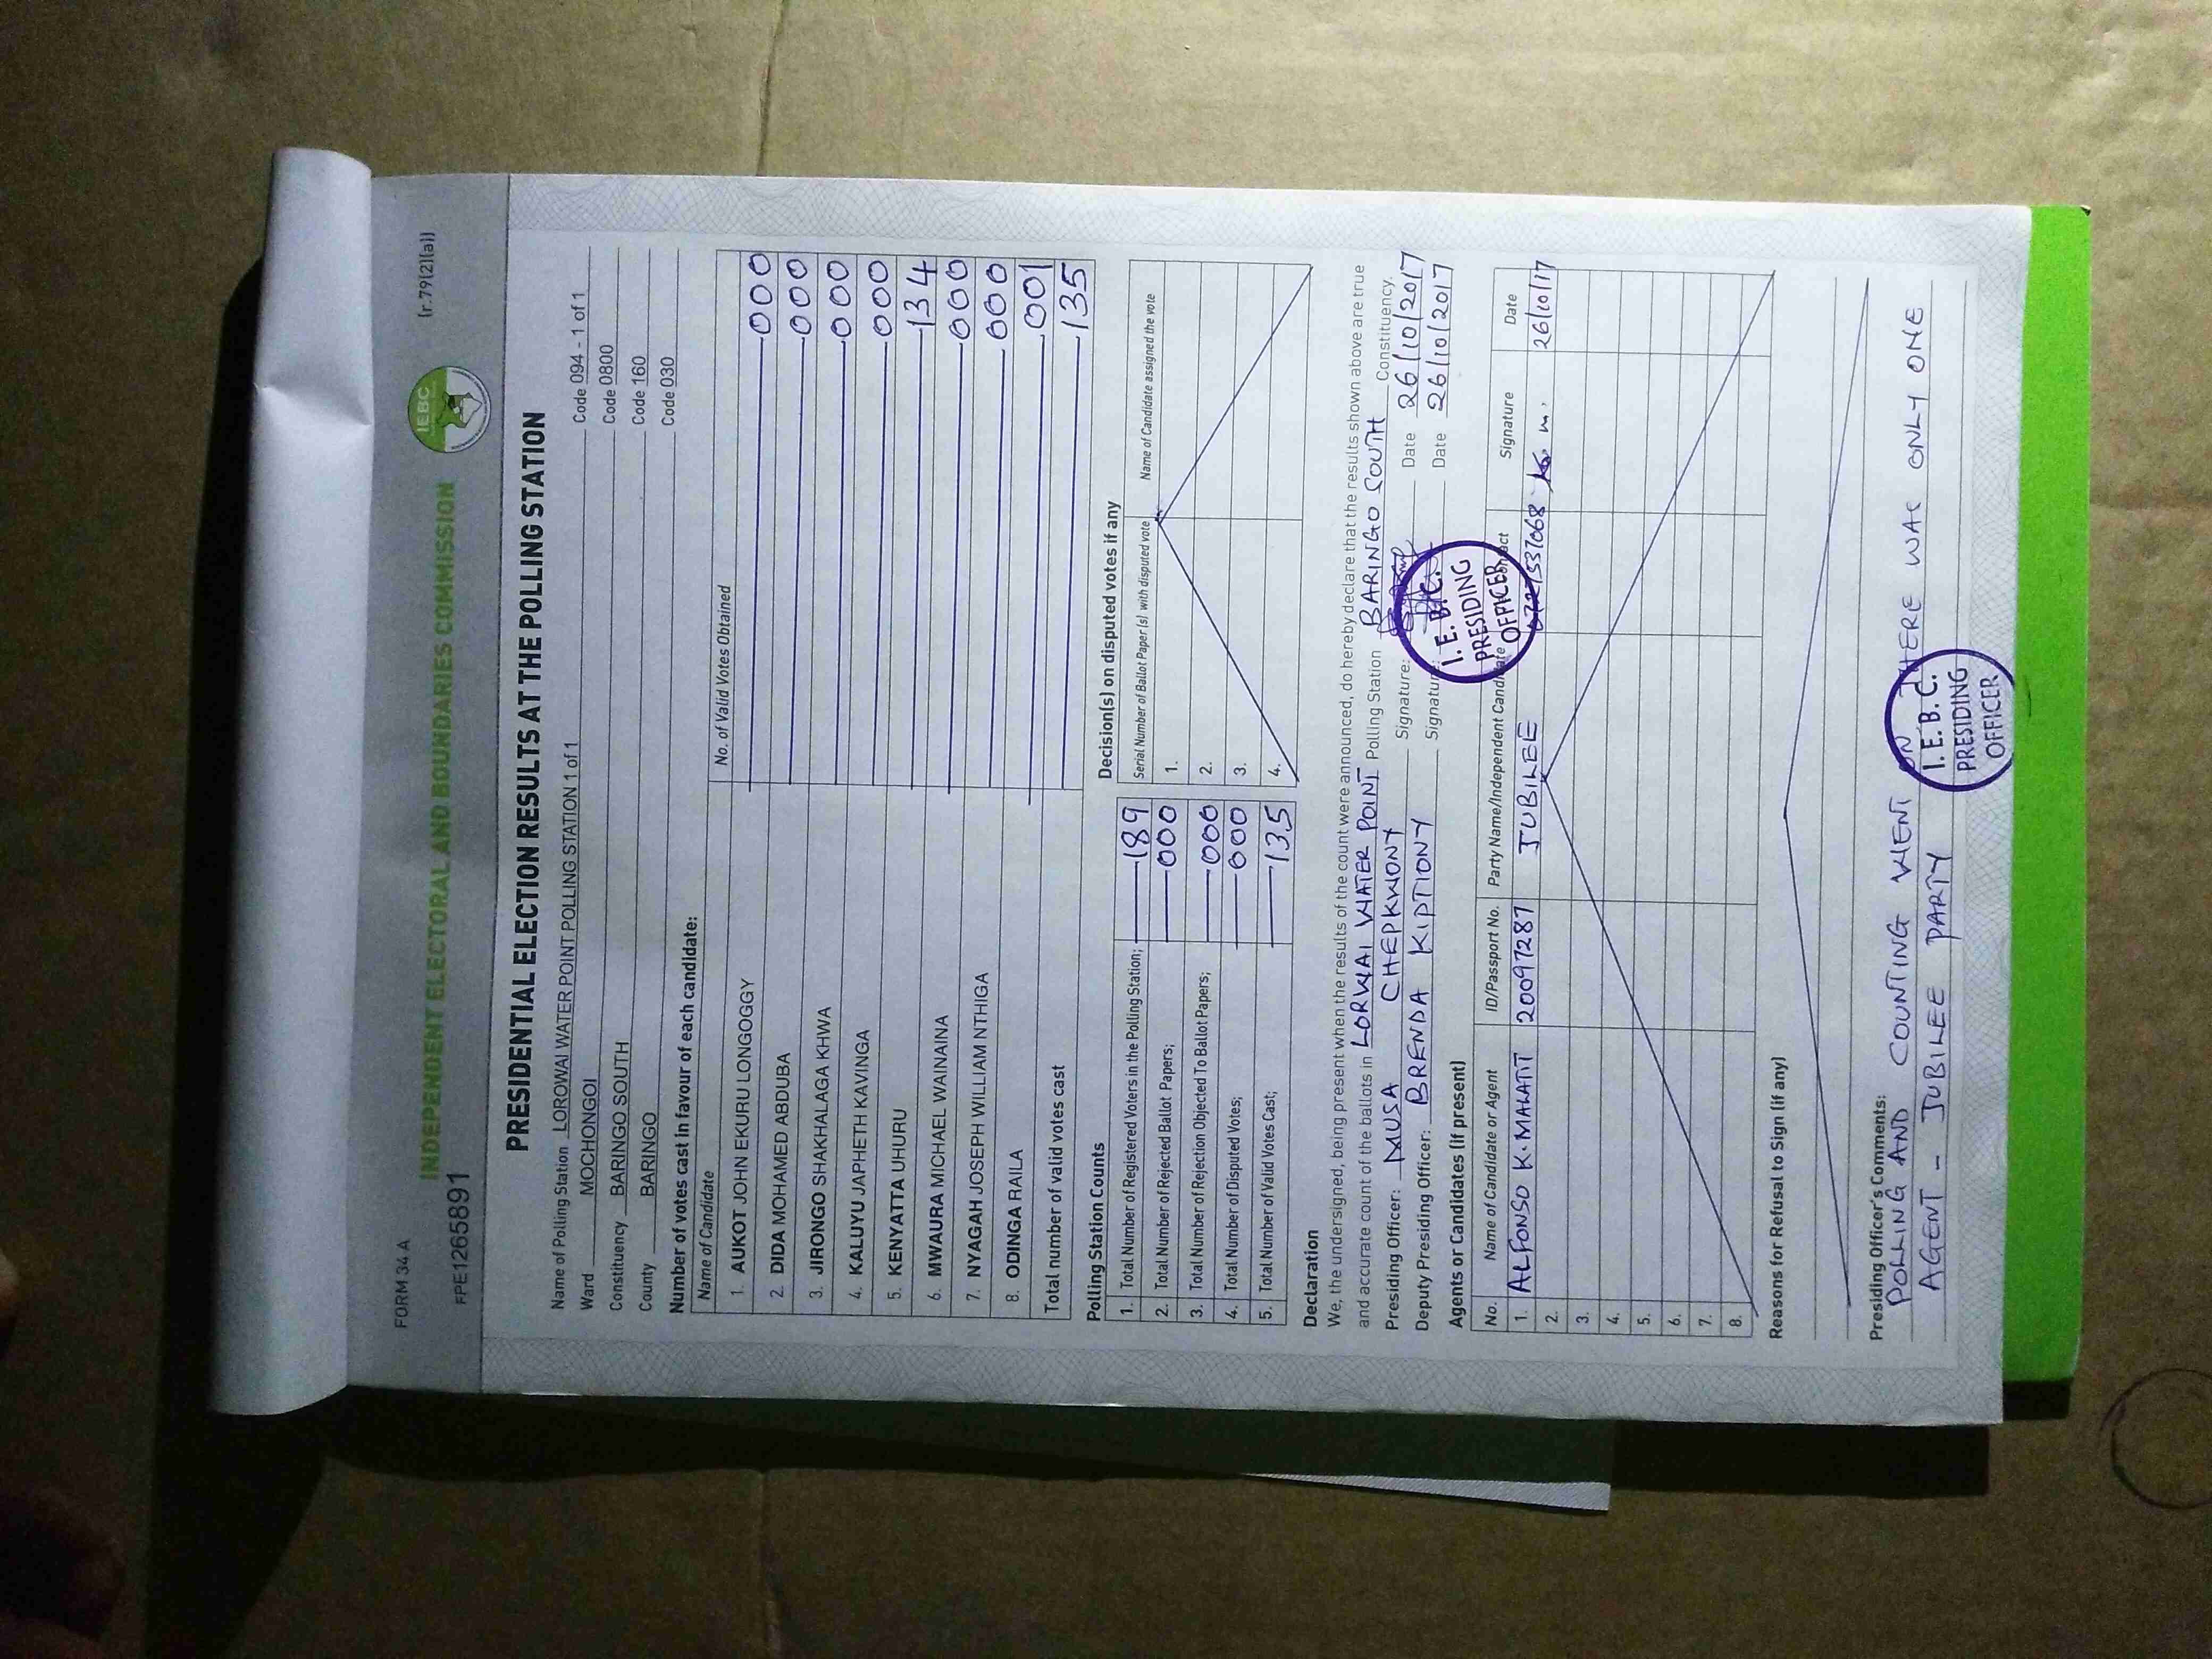 FORM 34 A
(r.79(2)(a))
INDEPENDENT ELECTORAL AND BOUNDARIES COMMISSION
IEBC
FPE1265891
PRESIDENTIAL ELECTION RESULTS AT THE POLLING STATION
Name of Polling Station LOROWAI WATER POINT POLLING STATION 1 of 1 Code 094 - 1 of 1
Ward MOCHONGOI Code 0800
Constituency BARINGO SOUTH Code 160
County BARINGO Code 030
Number of votes cast in favour of each candidate:
Name of Candidate No. of Valid Votes Obtained
1. AUKOT JOHN EKURU LONGOGGY 000
2. DIDA MOHAMED ABDUBA 000
3. JIRONGO SHAKHALAGA KHWA 000
4. KALUYU JAPHETH KAVINGA 000
5. KENYATTA UHURU 134
6. MWAURA MICHAEL WAINAINA 000
7. NYAGAH JOSEPH WILLIAM NTHIGA 000
8. ODINGA RAILA 001
Total number of valid votes cast 135
Polling Station Counts
1. Total Number of Registered Voters in the Polling Station; 189
2. Total Number of Rejected Ballot Papers; 000
3. Total Number of Rejection Objected To Ballot Papers; 000
4. Total Number of Disputed Votes; 000
5. Total Number of Valid Votes Cast; 135
Decision(s) on disputed votes if any
Serial Number of Ballot Paper (s) with disputed vote Name of Candidate assigned the vote
1.
2.
3.
4.
Declaration
We, the undersigned, being present when the results of the count were announced, do hereby declare that the results shown above are true
and accurate count of the ballots in LORWAI WATER POINT Polling Station BARINGO SOUTH Constituency.
Presiding Officer: MUSA CHEPKWONY Signature: Date 26/10/2017
Deputy Presiding Officer: BRENDA KIPTIONY Signature: Date 26/10/2017
I. E. B. C.
PRESIDING
OFFICER
Agents or Candidates (if present)
No. Name of Candidate or Agent ID/Passport No. Party Name/Independent Candidate Contact Signature Date
1. ALFONSO K. MALATIT 20097287 JUBILEE 26/10/17
2.
3.
4.
5.
6.
7.
8.
Reasons for Refusal to Sign (if any)
Presiding Officer's Comments:
POLLING AND COUNTING WENT ON THERE WAS ONLY ONE
AGENT - JUBILEE PARTY
I. E. B. C.
PRESIDING
OFFICER